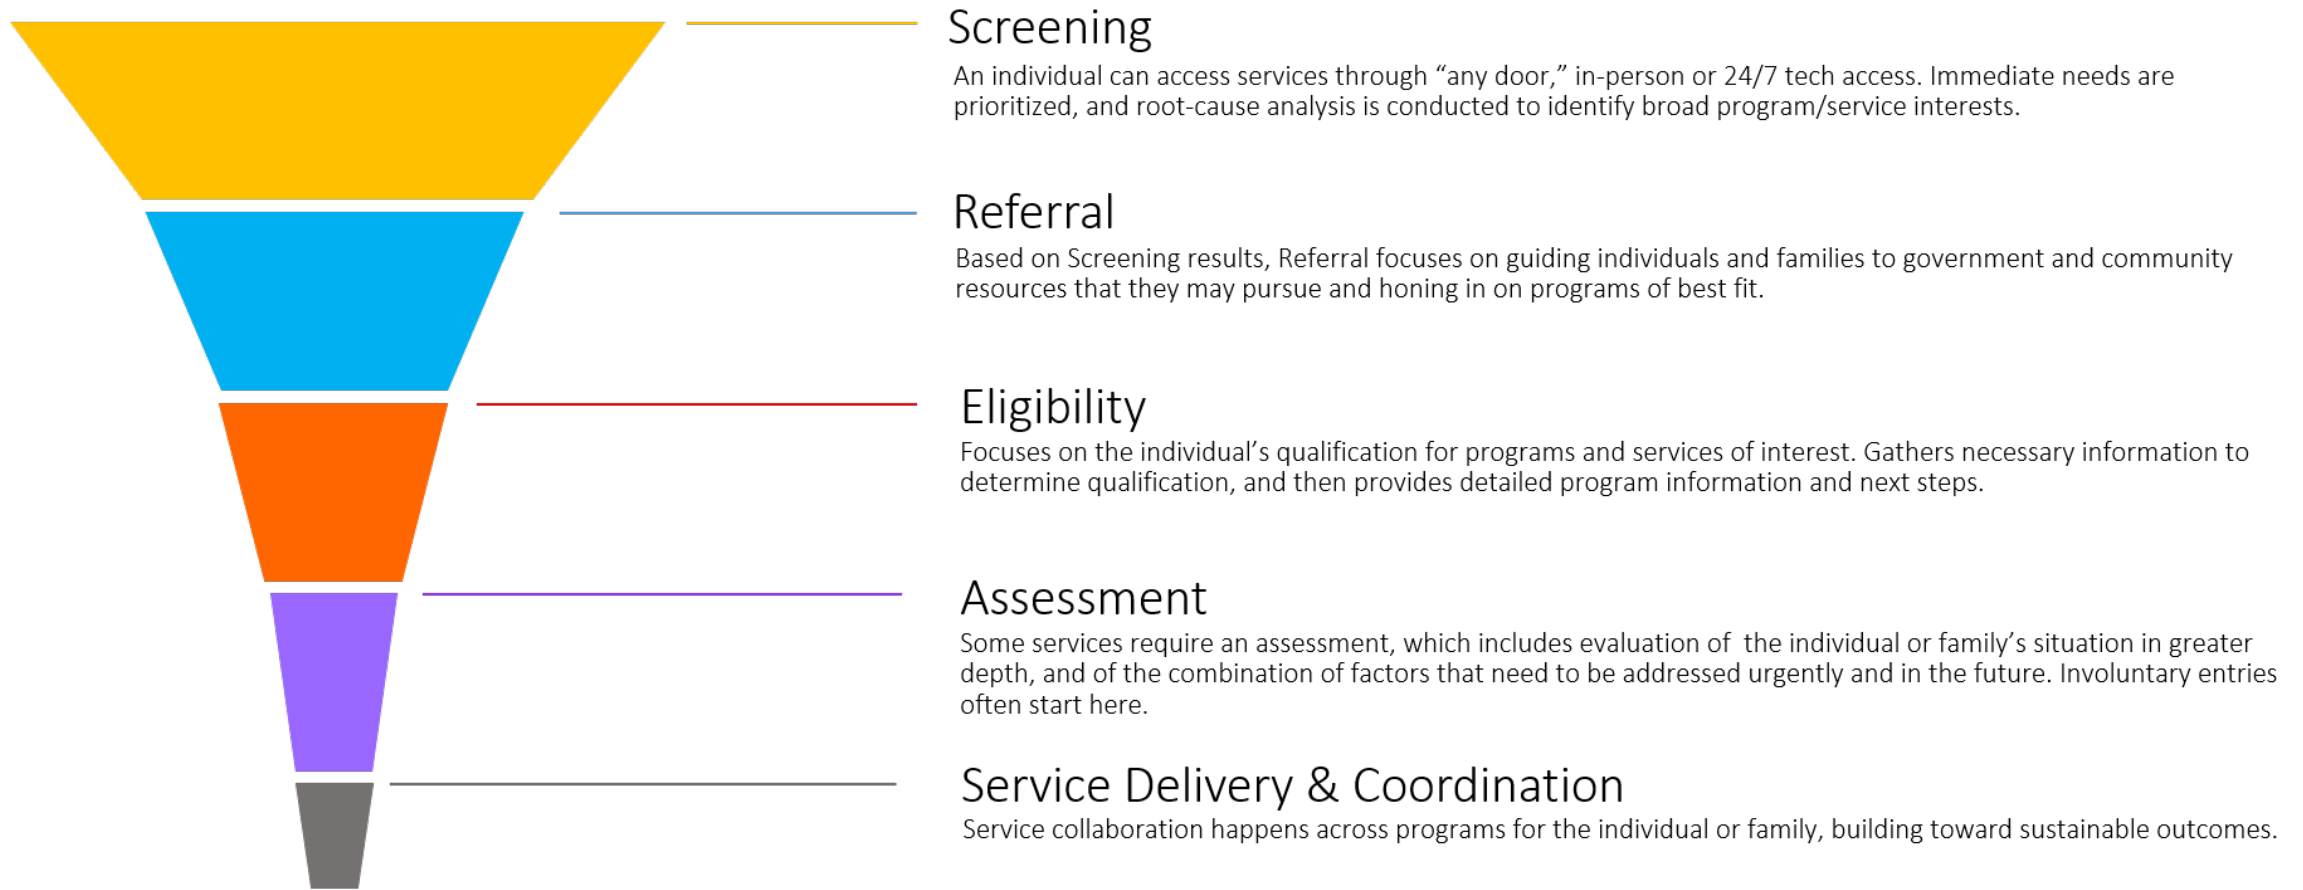 Screening
An individual can access services through “any door,” in-person or 24/7 tech access. Immediate needs are
prioritized, and root-cause analysis is conducted to identify broad program/service interests.
Referral
Based on Screening results, Referral focuses on guiding individuals and families to government and community
resources that they may pursue and honing in on programs of best fit.
Eligibility
Focuses on the individual’s qualification for programs and services of interest. Gathers necessary information to
determine qualification, and then provides detailed program information and next steps.
Assessment
Some services require an assessment, which includes evaluation of  the individual or family’s situation in greater
depth, and of the combination of factors that need to be addressed urgently and in the future. Involuntary entries
often start here.
Service Delivery & Coordination
Service collaboration happens across programs for the individual or family, building toward sustainable outcomes.